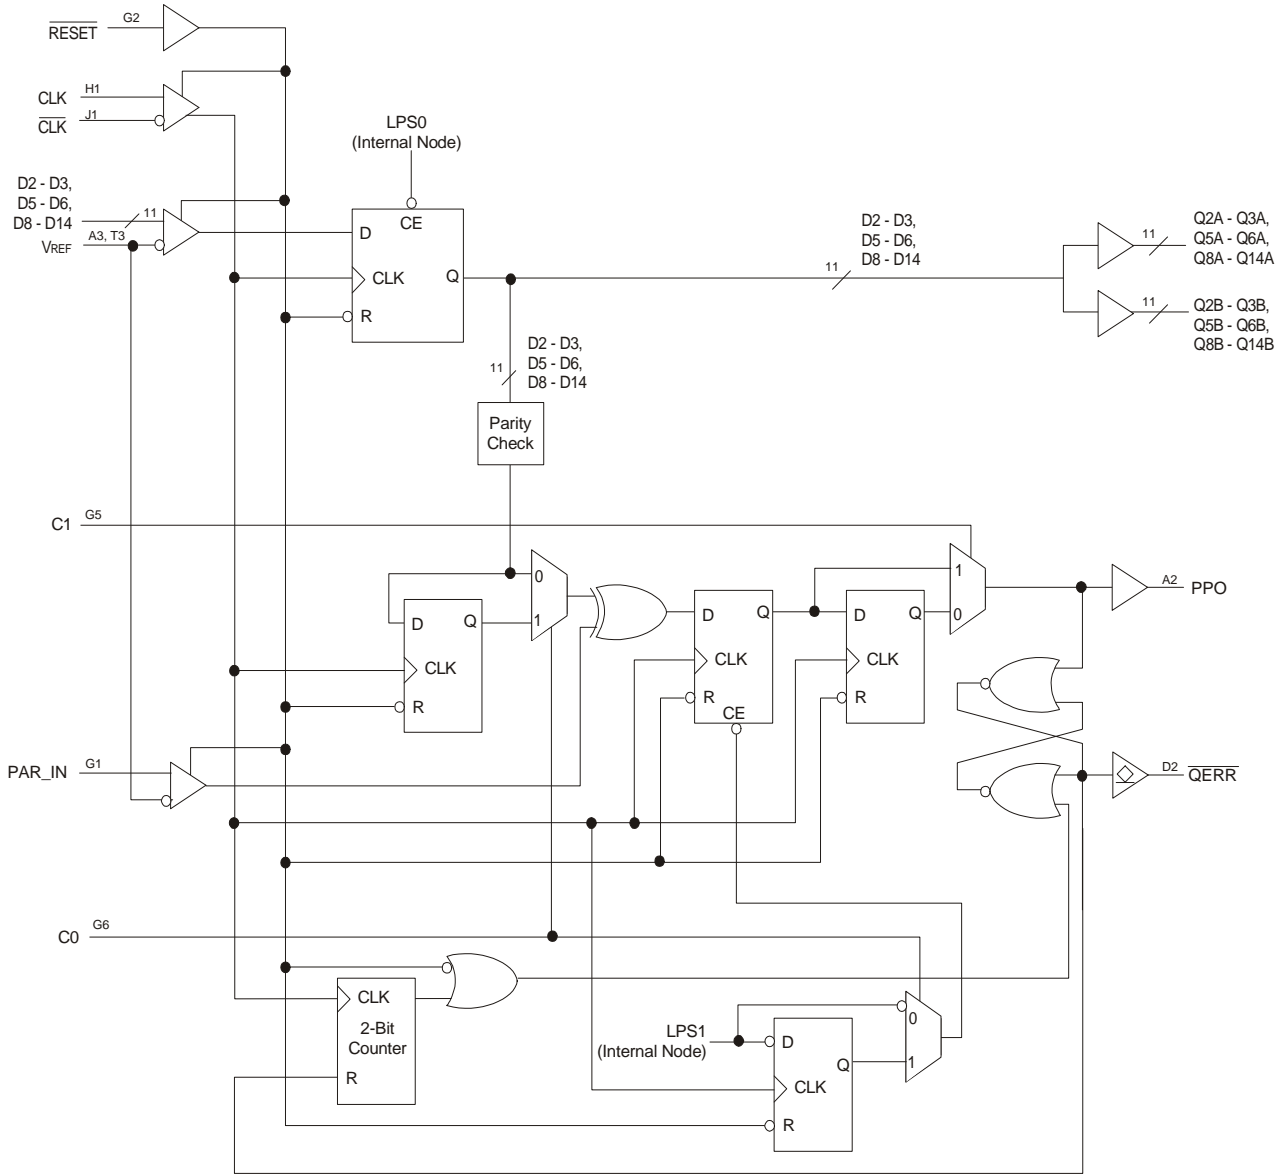 RESET
G2
CLK
H1
CLK
J1
LPS0
(Internal Node)
D2 - D3,
D5 - D6,
D8 - D14
11
VREF
A3, T3
CE
D
CLK
Q
R
D2 - D3,
D5 - D6,
D8 - D14
11
11
Q2A - Q3A,
Q5A - Q6A,
Q8A - Q14A
11
Q2B - Q3B,
Q5B - Q6B,
Q8B - Q14B
D2 - D3,
D5 - D6,
D8 - D14
11
Parity
Check
C1
G5
0
1
D
Q
CLK
R
D
Q
CLK
R
CE
D
Q
CLK
R
1
0
A2
PPO
PAR_IN
G1
D2
QERR
C0
G6
CLK
2-Bit
Counter
R
LPS1
(Internal Node)
D
Q
CLK
R
0
1